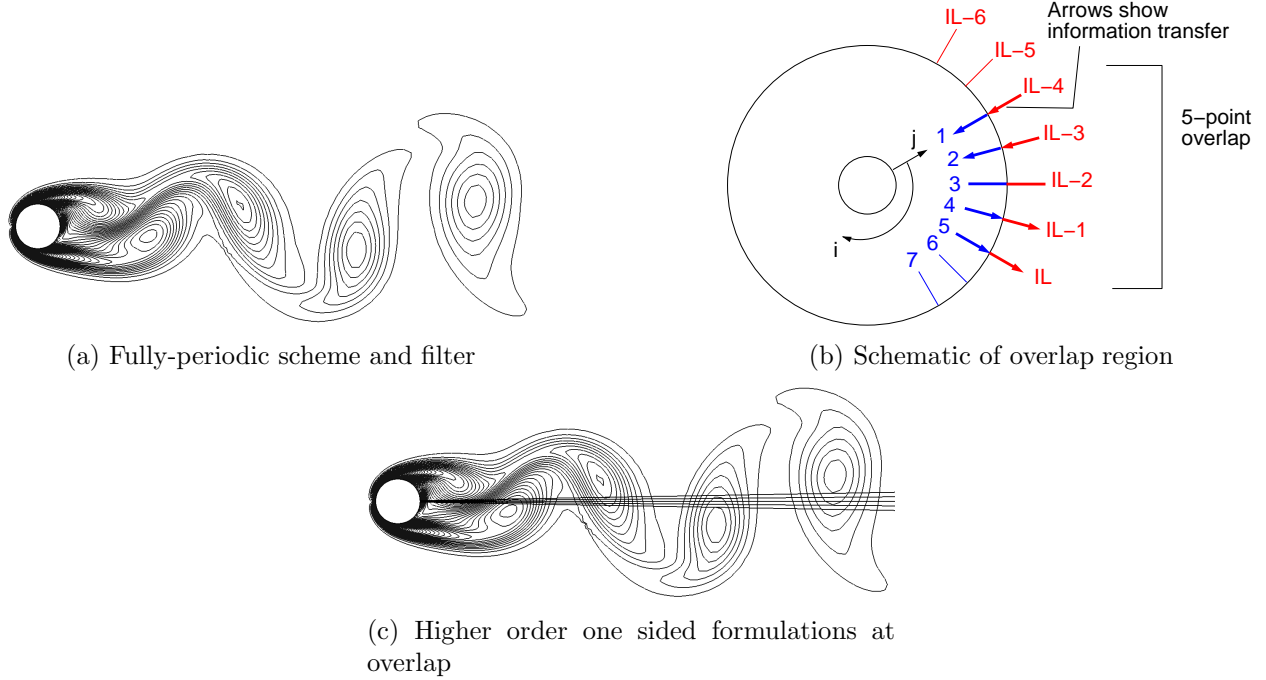 IL−6
IL−5
IL−4
IL−3
IL−2
IL−1
IL
Arrows show
information transfer
5−point
overlap
1
2
3
4
5
6
7
j
i
(a) Fully-periodic scheme and filter
(b) Schematic of overlap region
(c) Higher order one sided formulations at
overlap